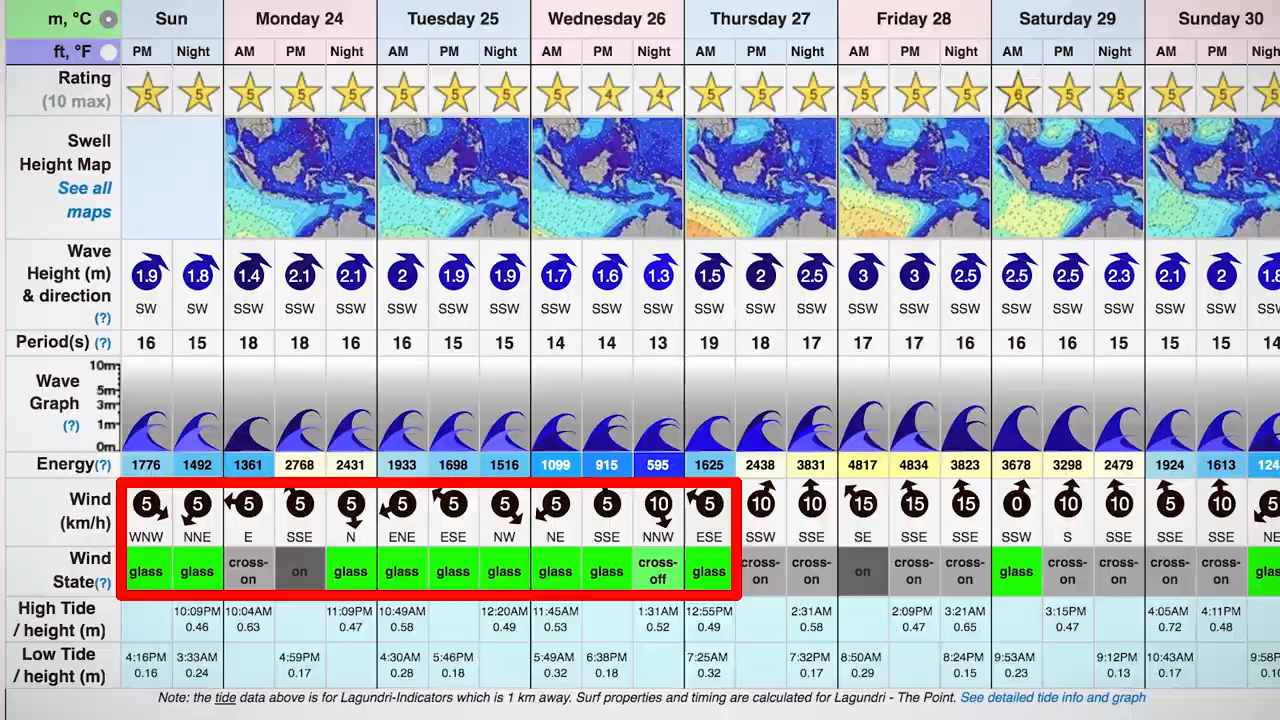 m, °C Sun Monday 24 Tuesday 25 Wednesday 26 Thursday 27 Friday 28 Saturday 29 Sunday 30
ft, °F PM Night AM PM Night AM PM Night AM PM Night AM PM Night AM PM Night AM PM Night AM PM
Rating 5 5 5 5 5 5 5 5 5 4 4 5 5 5 5 5 5 6 5 5 5 5 5
(10 max)
Swell
Height Map
See all
maps
Wave
Height (m) 1.9 1.8 1.4 2.1 2.1 2 1.9 1.9 1.7 1.6 1.3 1.5 2 2.5 3 3 2.5 2.5 2.5 2.3 2.1 2 1.8
& direction SW SW SSW SSW SSW SSW SSW SSW SSW SSW SSW SSW SSW SSW SSW SSW SSW SSW SSW SSW SSW SSW
(?)
Period(s) (?) 16 15 18 18 16 16 15 15 14 14 13 19 18 17 17 17 16 16 16 15 15 15 14
10m
Wave 5m
Graph 3m
(?) 1m
0m
Energy(?) 1776 1492 1361 2768 2431 1933 1698 1516 1099 915 595 1625 2438 3831 4817 4834 3823 3678 3298 2479 1924 1613
Wind 5 5 5 5 5 5 5 5 5 5 10 5 10 10 15 15 15 0 10 10 5 10 5
(km/h) WNW NNE E SSE N ENE ESE NW NE SSE NNW ESE SSW SSE SE SSE SSE SSW S SSE SSE SSE NE
Wind glass glass cross-on on glass glass glass glass glass glass cross-off glass cross-on cross-on on cross-on cross-on glass cross-on cross-on cross-on cross-on
State(?)
High Tide 10:09PM 10:04AM 11:09PM 10:49AM 12:20AM 11:45AM 1:31AM 12:55PM 2:31AM 2:09PM 3:21AM 3:15PM 4:05AM 4:11PM
/ height (m) 0.46 0.63 0.47 0.58 0.49 0.53 0.52 0.49 0.58 0.47 0.65 0.47 0.72 0.48
Low Tide 4:16PM 3:33AM 4:59PM 4:30AM 5:46PM 5:49AM 6:38PM 7:25AM 7:32PM 8:50AM 8:24PM 9:53AM 9:12PM 10:43AM
/ height (m) 0.16 0.24 0.17 0.28 0.18 0.32 0.18 0.32 0.17 0.29 0.15 0.23 0.13 0.17
Note: the tide data above is for Lagundri-Indicators which is 1 km away. Surf properties and timing are calculated for Lagundri - The Point. See detailed tide info and graph